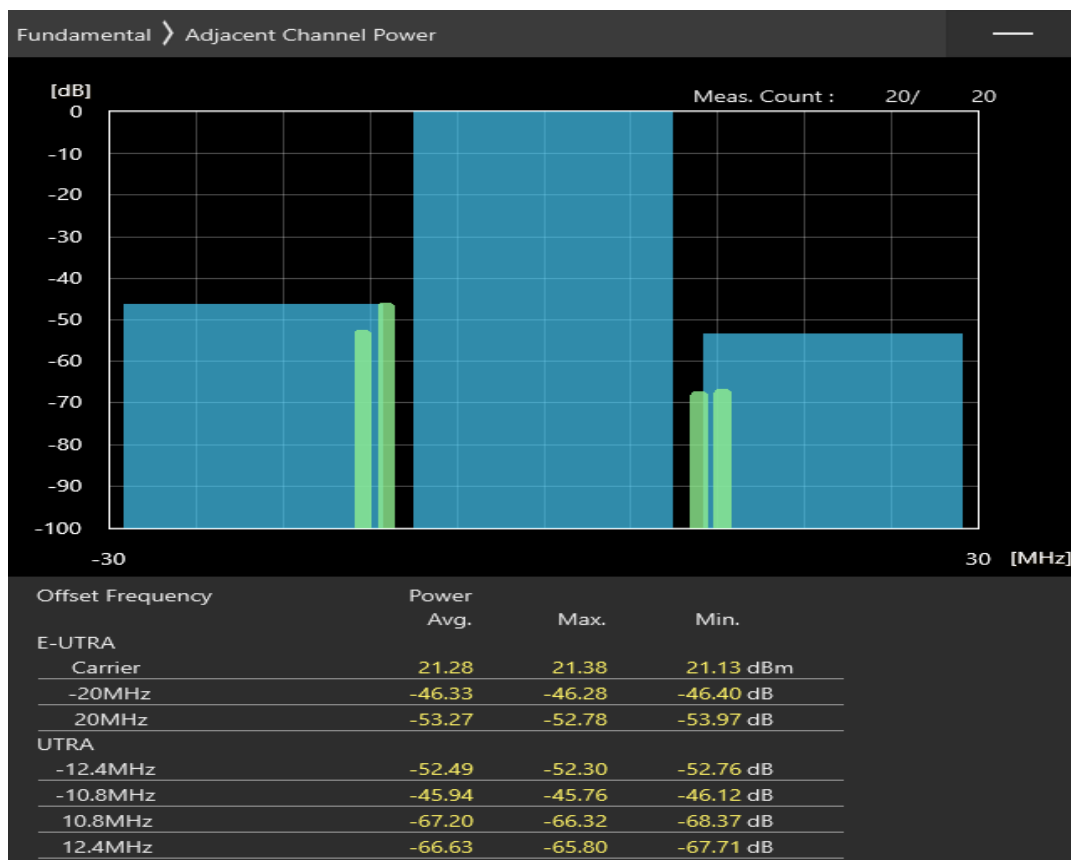 Fundamental ❯ Adjacent Channel Power
[dB]
Meas. Count : 20/ 20
0
-10
-20
-30
-40
-50
-60
-70
-80
-90
-100
-30 30 [MHz]
Offset Frequency Power
Avg. Max. Min.
E-UTRA
Carrier 21.28 21.38 21.13 dBm
-20MHz -46.33 -46.28 -46.40 dB
20MHz -53.27 -52.78 -53.97 dB
UTRA
-12.4MHz -52.49 -52.30 -52.76 dB
-10.8MHz -45.94 -45.76 -46.12 dB
10.8MHz -67.20 -66.32 -68.37 dB
12.4MHz -66.63 -65.80 -67.71 dB